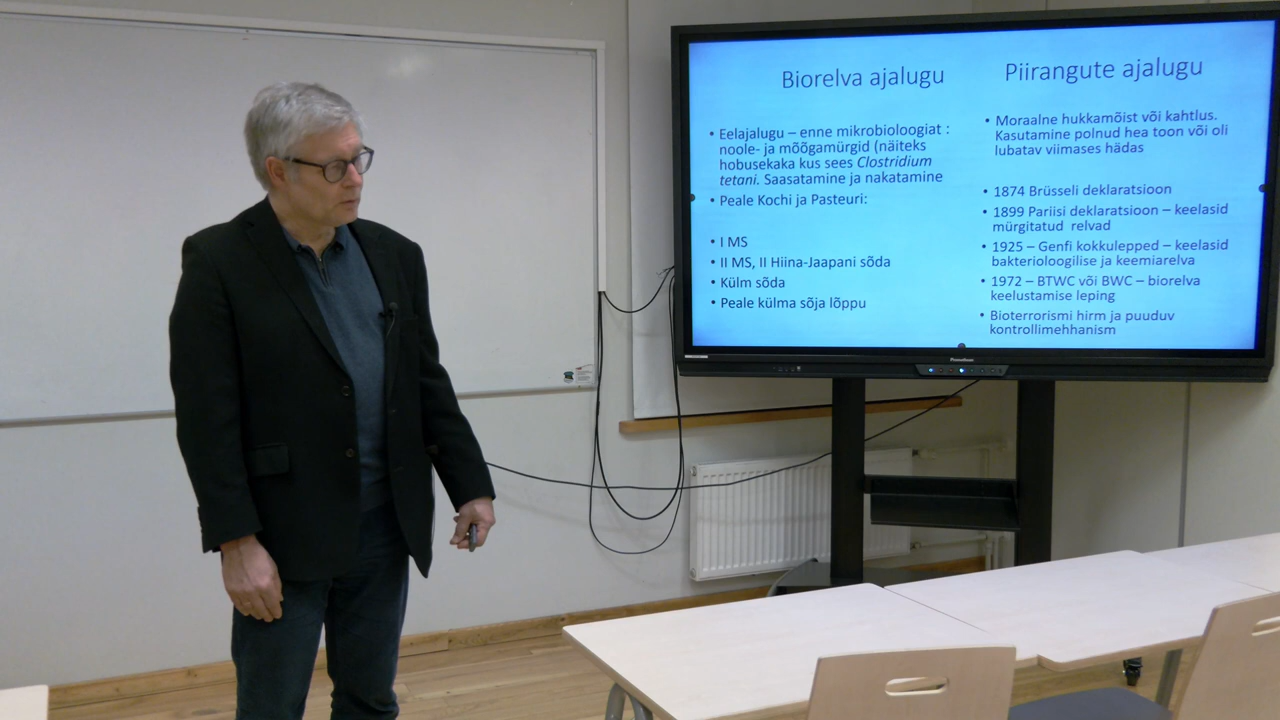 Biorelva ajalugu
• Eelajalugu – enne mikrobioloogiat :
noole- ja mõõgamürgid (näiteks
hobusekaka kus sees Clostridium
tetani. Saasatamine ja nakatamine
• Peale Kochi ja Pasteuri:
• I MS
• II MS, II Hiina-Jaapani sõda
• Külm sõda
• Peale külma sõja lõppu
Piirangute ajalugu
• Moraalne hukkamõist või kahtlus.
Kasutamine polnud hea toon või oli
lubatav viimases hädas
• 1874 Brüsseli deklaratsioon
• 1899 Pariisi deklaratsioon – keelasid
mürgitatud relvad
• 1925 – Genfi kokkulepped – keelasid
bakterioloogilise ja keemiarelva
• 1972 – BTWC või BWC – biorelva
keelustamise leping
• Bioterrorismi hirm ja puuduv
kontrollimehhanism
Promethean